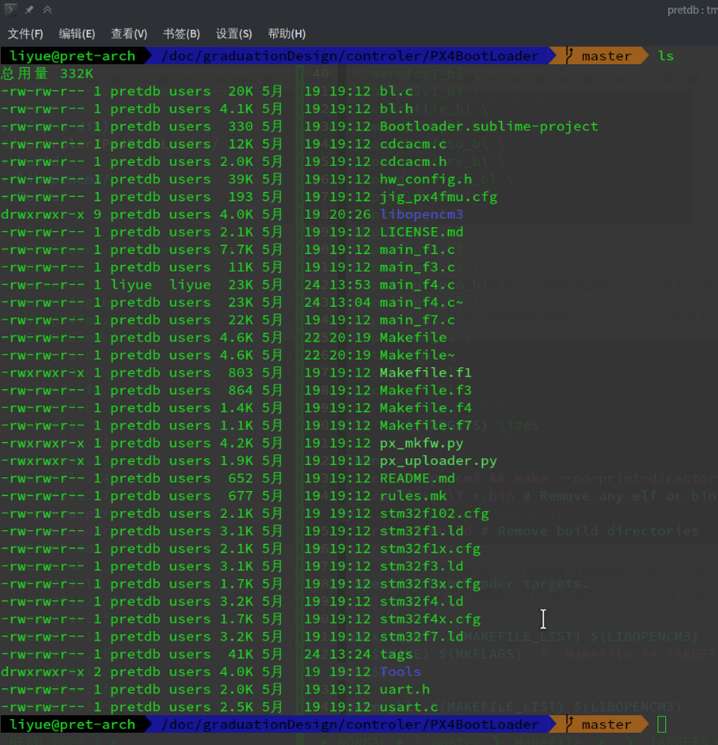 pretdb : tm
文件(F) 编辑(E) 查看(V) 书签(B) 设置(S) 帮助(H)
liyue@pret-arch /doc/graduationDesign/controler/PX4BootLoader master ls
总用量 332K
-rw-rw-r-- 1 pretdb users 20K 5月 19 19:12 bl.c
-rw-rw-r-- 1 pretdb users 4.1K 5月 19 19:12 bl.h
-rw-rw-r-- 1 pretdb users 330 5月 19 19:12 Bootloader.sublime-project
-rw-rw-r-- 1 pretdb users 12K 5月 19 19:12 cdcacm.c
-rw-rw-r-- 1 pretdb users 2.0K 5月 19 19:12 cdcacm.h
-rw-rw-r-- 1 pretdb users 39K 5月 19 19:12 hw_config.h
-rw-rw-r-- 1 pretdb users 193 5月 19 19:12 jig_px4fmu.cfg
drwxrwxr-x 9 pretdb users 4.0K 5月 19 20:26 libopencm3
-rw-rw-r-- 1 pretdb users 2.1K 5月 19 19:12 LICENSE.md
-rw-rw-r-- 1 pretdb users 7.7K 5月 19 19:12 main_f1.c
-rw-rw-r-- 1 pretdb users 11K 5月 19 19:12 main_f3.c
-rw-r--r-- 1 liyue liyue 23K 5月 24 13:53 main_f4.c
-rw-rw-r-- 1 pretdb users 23K 5月 24 13:04 main_f4.c~
-rw-rw-r-- 1 pretdb users 22K 5月 19 19:12 main_f7.c
-rw-rw-r-- 1 pretdb users 4.6K 5月 22 20:19 Makefile
-rw-rw-r-- 1 pretdb users 4.6K 5月 22 20:19 Makefile~
-rwxrwxr-x 1 pretdb users 803 5月 19 19:12 Makefile.f1
-rw-rw-r-- 1 pretdb users 864 5月 19 19:12 Makefile.f3
-rw-rw-r-- 1 pretdb users 1.4K 5月 19 19:12 Makefile.f4
-rw-rw-r-- 1 pretdb users 1.1K 5月 19 19:12 Makefile.f7
-rwxrwxr-x 1 pretdb users 4.2K 5月 19 19:12 px_mkfw.py
-rwxrwxr-x 1 pretdb users 1.9K 5月 19 19:12 px_uploader.py
-rw-rw-r-- 1 pretdb users 652 5月 19 19:12 README.md
-rw-rw-r-- 1 pretdb users 677 5月 19 19:12 rules.mk
-rw-rw-r-- 1 pretdb users 2.1K 5月 19 19:12 stm32f102.cfg
-rw-rw-r-- 1 pretdb users 3.1K 5月 19 19:12 stm32f1.ld
-rw-rw-r-- 1 pretdb users 2.1K 5月 19 19:12 stm32f1x.cfg
-rw-rw-r-- 1 pretdb users 3.1K 5月 19 19:12 stm32f3.ld
-rw-rw-r-- 1 pretdb users 1.7K 5月 19 19:12 stm32f3x.cfg
-rw-rw-r-- 1 pretdb users 3.2K 5月 19 19:12 stm32f4.ld
-rw-rw-r-- 1 pretdb users 1.7K 5月 19 19:12 stm32f4x.cfg
-rw-rw-r-- 1 pretdb users 3.2K 5月 19 19:12 stm32f7.ld
-rw-rw-r-- 1 pretdb users 41K 5月 24 13:24 tags
drwxrwxr-x 2 pretdb users 4.0K 5月 19 19:12 Tools
-rw-rw-r-- 1 pretdb users 2.0K 5月 19 19:12 uart.h
-rw-rw-r-- 1 pretdb users 2.5K 5月 19 19:12 usart.c
liyue@pret-arch /doc/graduationDesign/controler/PX4BootLoader master